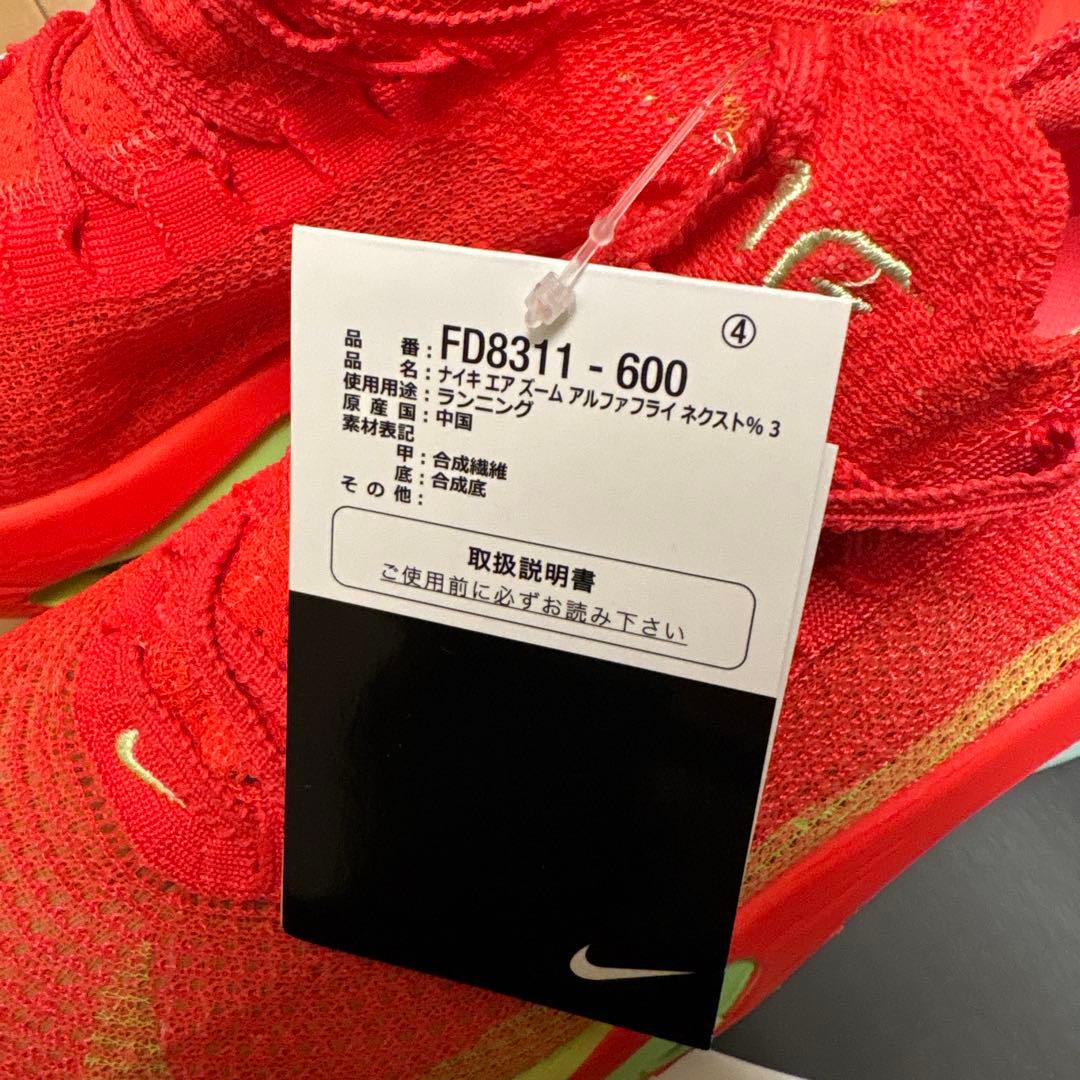 ④
品番：FD8311 - 600
品名：ナイキ エア ズーム アルファフライ ネクスト% 3
使用用途：ランニング
原産国：中国
素材表記
甲：合成繊維
底：合成底
その他：
取扱説明書
ご使用前に必ずお読み下さい